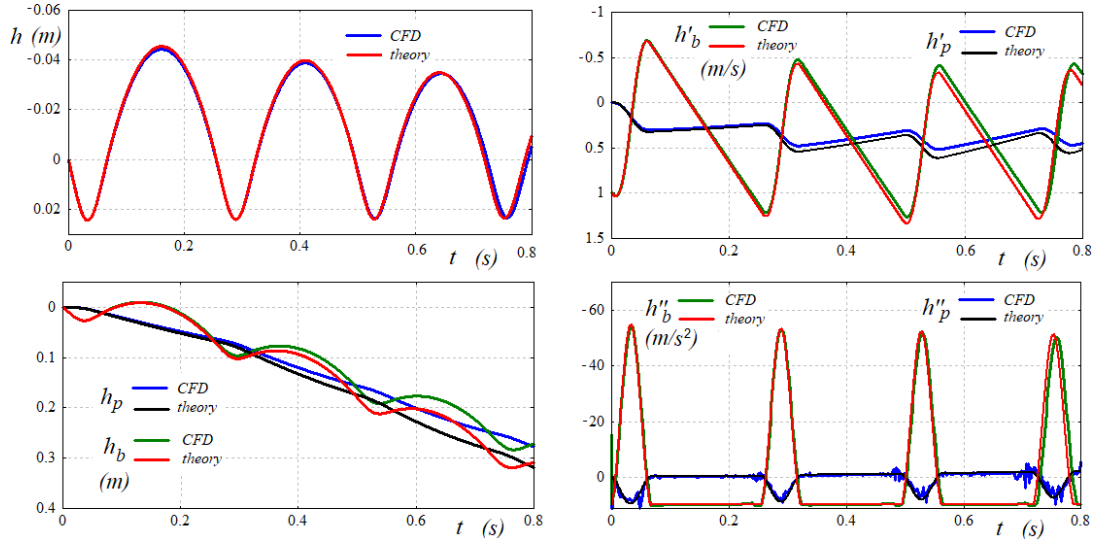 -0.06
h (m)
CFD
theory
-0.04
-0.02
0
0.02
0 0.2 0.4 0.6 0.8
t (s)
-1
h'b CFD h'p CFD
theory theory
(m/s)
-0.5
0
0.5
1
1.5
0 0.2 0.4 0.6 0.8
t (s)
0
0.1
hp CFD
theory
0.2
hb CFD
theory
(m)
0.3
0.4
0 0.2 0.4 0.6 0.8
t (s)
-60
h''b CFD h''p CFD
theory theory
(m/s²)
-40
-20
0
0 0.2 0.4 0.6 0.8
t (s)